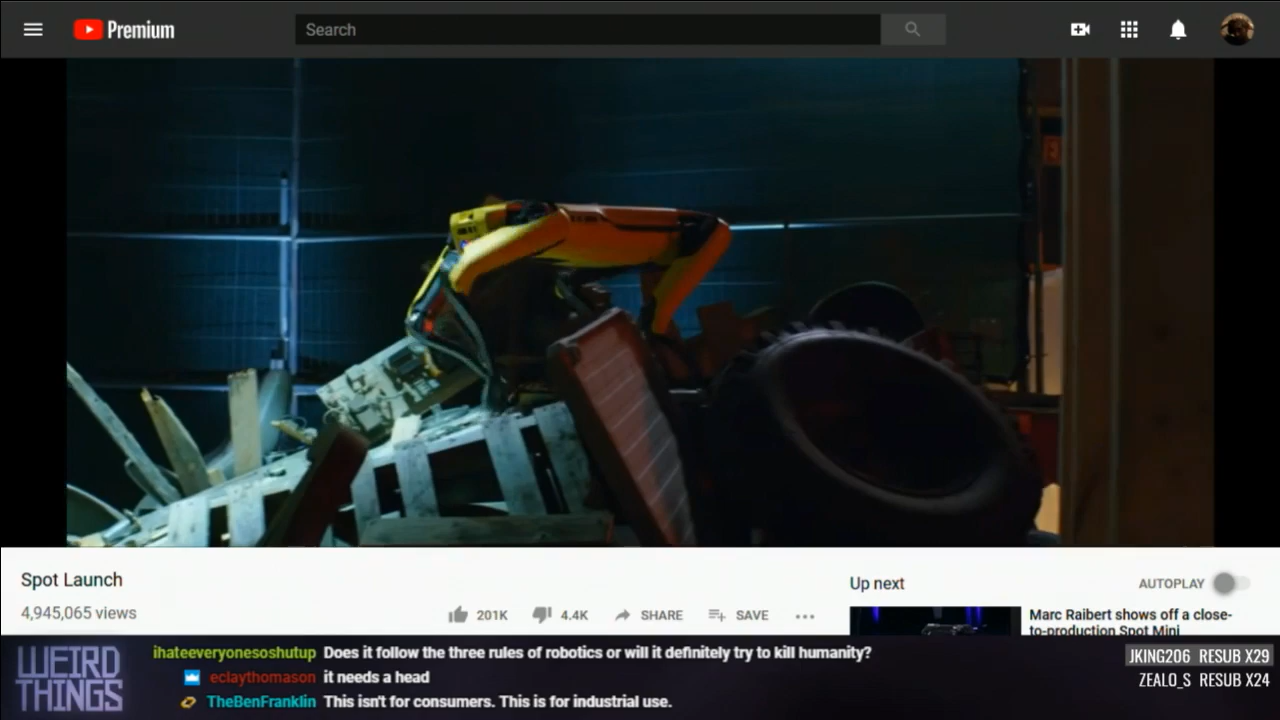 Premium
Search
Spot Launch
4,945,065 views
201K
4.4K
SHARE
SAVE
Up next
AUTOPLAY
Marc Raibert shows off a close-
to-production Spot Mini
WEIRD
THINGS
ihateeveryonesoshutup Does it follow the three rules of robotics or will it definitely try to kill humanity?
eclaythomason it needs a head
TheBenFranklin This isn't for consumers. This is for industrial use.
JKING206 RESUB X29
ZEALO_S RESUB X24